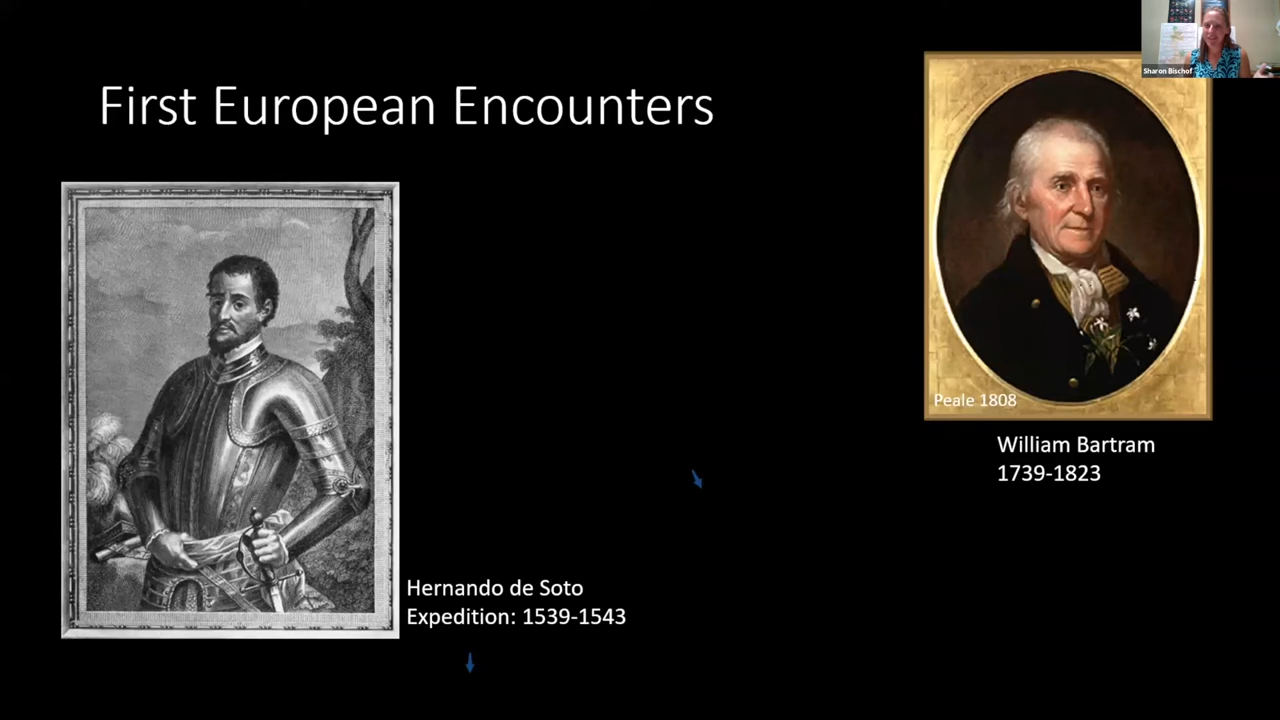 Sharon Bischof
First European Encounters
Peale 1808
William Bartram
1739-1823
Hernando de Soto
Expedition: 1539-1543